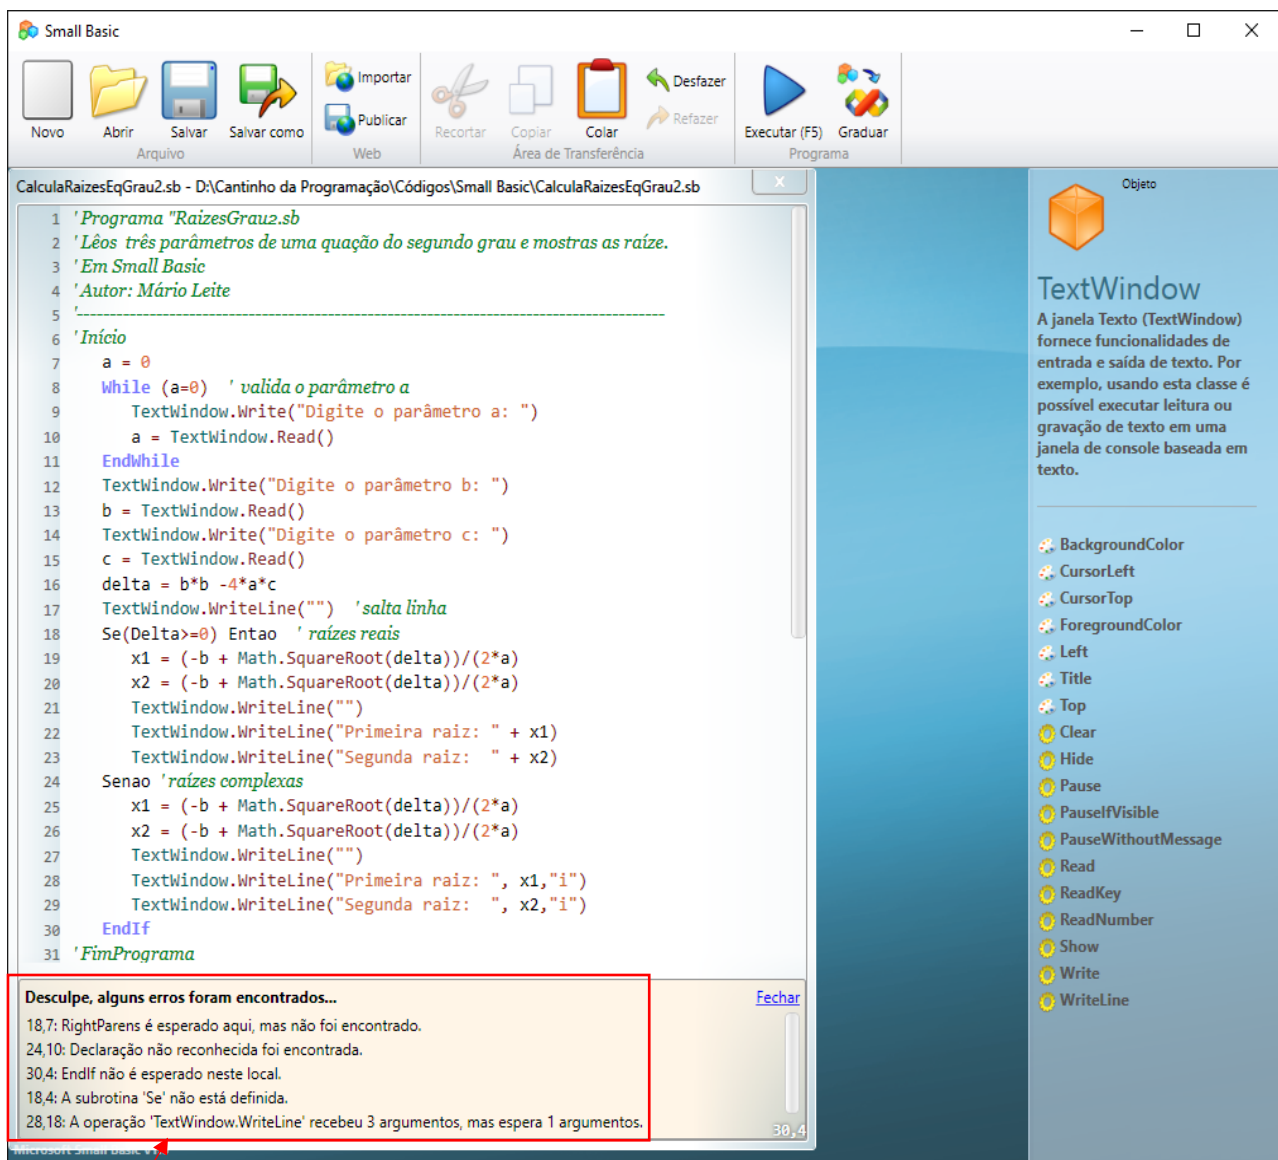 Small Basic
Novo
Abrir
Salvar
Salvar como
Arquivo
Importar
Publicar
Web
Recortar
Copiar
Colar
Desfazer
Refazer
Área de Transferência
Executar (F5)
Graduar
Programa
CalculaRaizesEqGrau2.sb - D:\Cantinho da Programação\Códigos\Small Basic\CalculaRaizesEqGrau2.sb
x
1 ' Programa "RaizesGrau2.sb
2 ' Lêos três parâmetros de uma quação do segundo grau e mostras as raíze.
3 ' Em Small Basic
4 ' Autor: Mário Leite
5 '-----------------------------------------------------------------------------------------
6 ' Início
7 a = 0
8 While (a=0) ' valida o parâmetro a
9 TextWindow.Write("Digite o parâmetro a: ")
10 a = TextWindow.Read()
11 EndWhile
12 TextWindow.Write("Digite o parâmetro b: ")
13 b = TextWindow.Read()
14 TextWindow.Write("Digite o parâmetro c: ")
15 c = TextWindow.Read()
16 delta = b*b -4*a*c
17 TextWindow.WriteLine("") ' salta linha
18 Se(Delta>=0) Entao ' raízes reais
19 x1 = (-b + Math.SquareRoot(delta))/(2*a)
20 x2 = (-b + Math.SquareRoot(delta))/(2*a)
21 TextWindow.WriteLine("")
22 TextWindow.WriteLine("Primeira raiz: " + x1)
23 TextWindow.WriteLine("Segunda raiz:  " + x2)
24 Senao ' raízes complexas
25 x1 = (-b + Math.SquareRoot(delta))/(2*a)
26 x2 = (-b + Math.SquareRoot(delta))/(2*a)
27 TextWindow.WriteLine("")
28 TextWindow.WriteLine("Primeira raiz: ", x1,"i")
29 TextWindow.WriteLine("Segunda raiz:  ", x2,"i")
30 EndIf
31 ' FimPrograma
Desculpe, alguns erros foram encontrados...
Fechar
18,7: RightParens é esperado aqui, mas não foi encontrado.
24,10: Declaração não reconhecida foi encontrada.
30,4: EndIf não é esperado neste local.
18,4: A subrotina 'Se' não está definida.
28,18: A operação 'TextWindow.WriteLine' recebeu 3 argumentos, mas espera 1 argumentos.
30,4
Microsoft Small Basic
Objeto
TextWindow
A janela Texto (TextWindow)
fornece funcionalidades de
entrada e saída de texto. Por
exemplo, usando esta classe é
possível executar leitura ou
gravação de texto em uma
janela de console baseada em
texto.
BackgroundColor
CursorLeft
CursorTop
ForegroundColor
Left
Title
Top
Clear
Hide
Pause
PauseIfVisible
PauseWithoutMessage
Read
ReadKey
ReadNumber
Show
Write
WriteLine